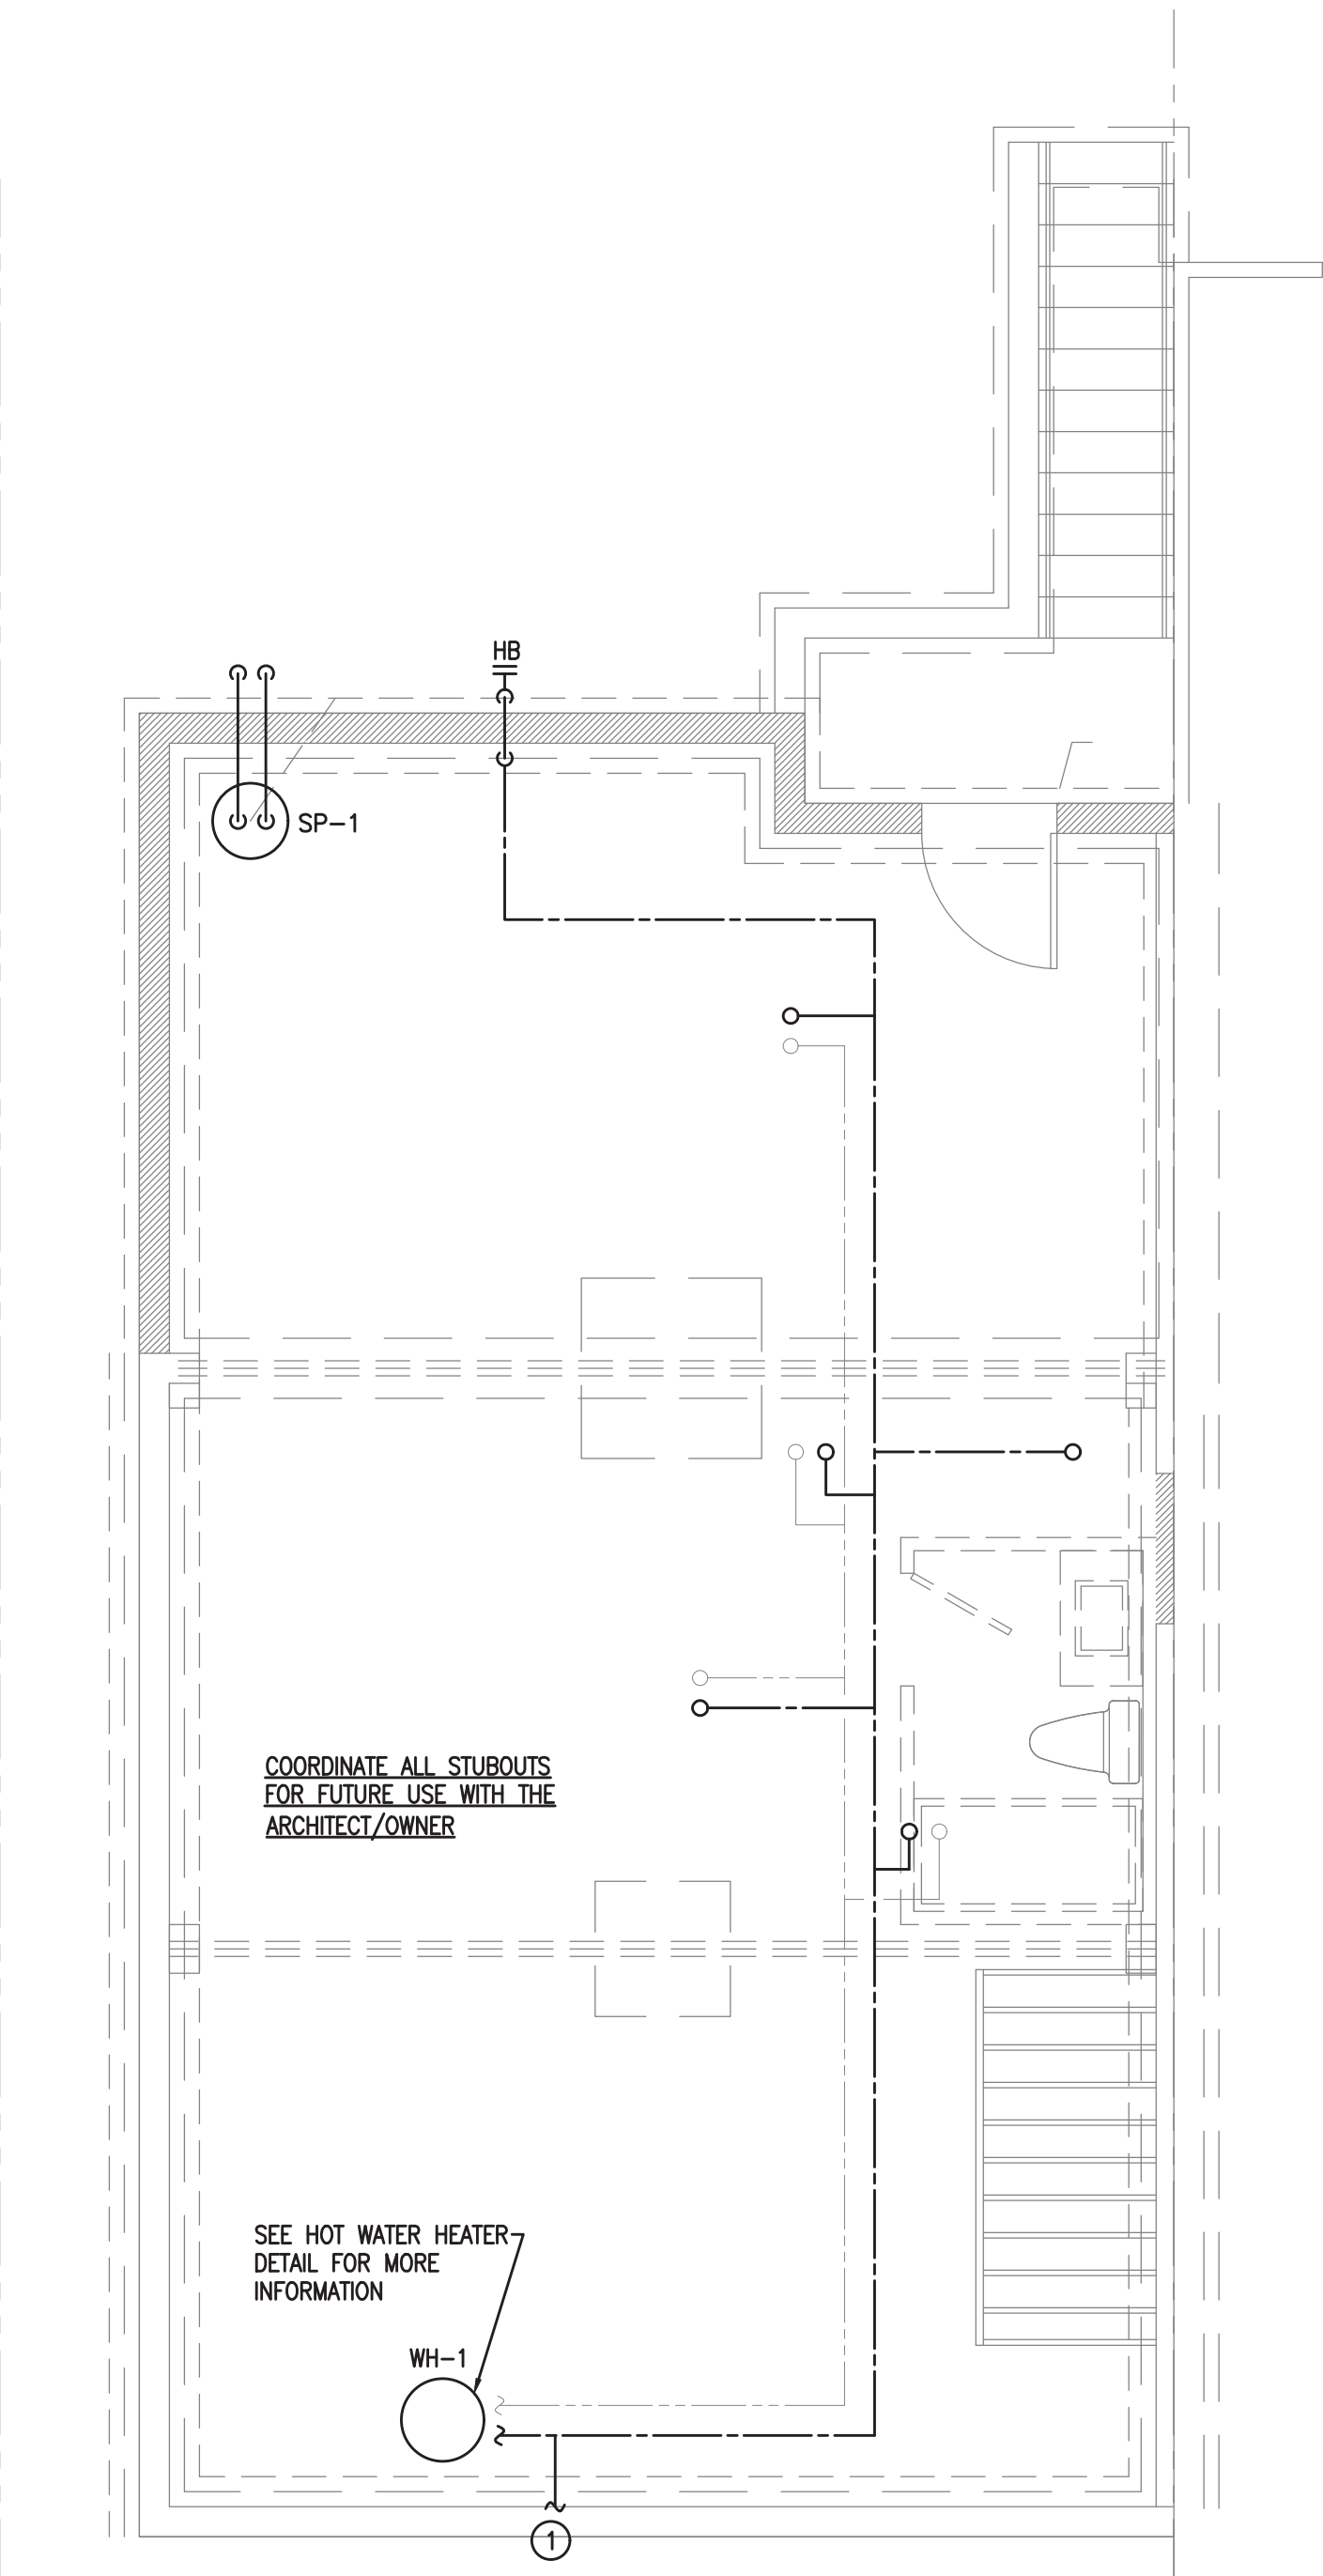 HB
SP-1
COORDINATE ALL STUBOUTS
FOR FUTURE USE WITH THE
ARCHITECT/OWNER
SEE HOT WATER HEATER
DETAIL FOR MORE
INFORMATION
WH-1
1